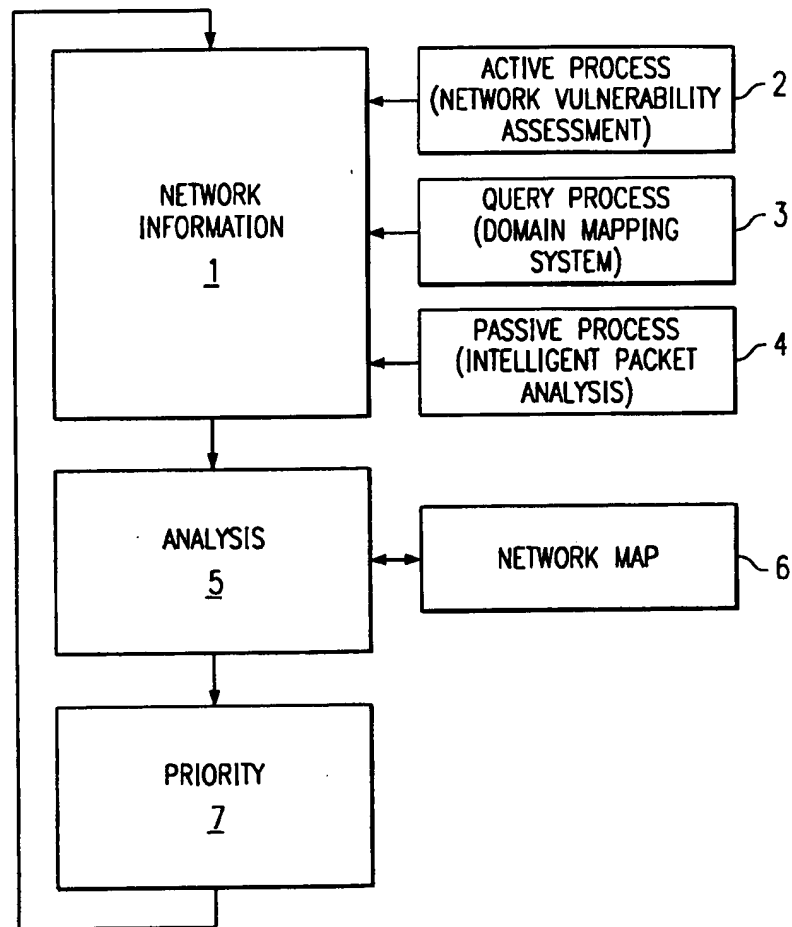 NETWORK
INFORMATION
1
ACTIVE PROCESS
(NETWORK VULNERABILITY
ASSESSMENT)
2
QUERY PROCESS
(DOMAIN MAPPING
SYSTEM)
3
PASSIVE PROCESS
(INTELLIGENT PACKET
ANALYSIS)
4
ANALYSIS
5
NETWORK MAP
6
PRIORITY
7